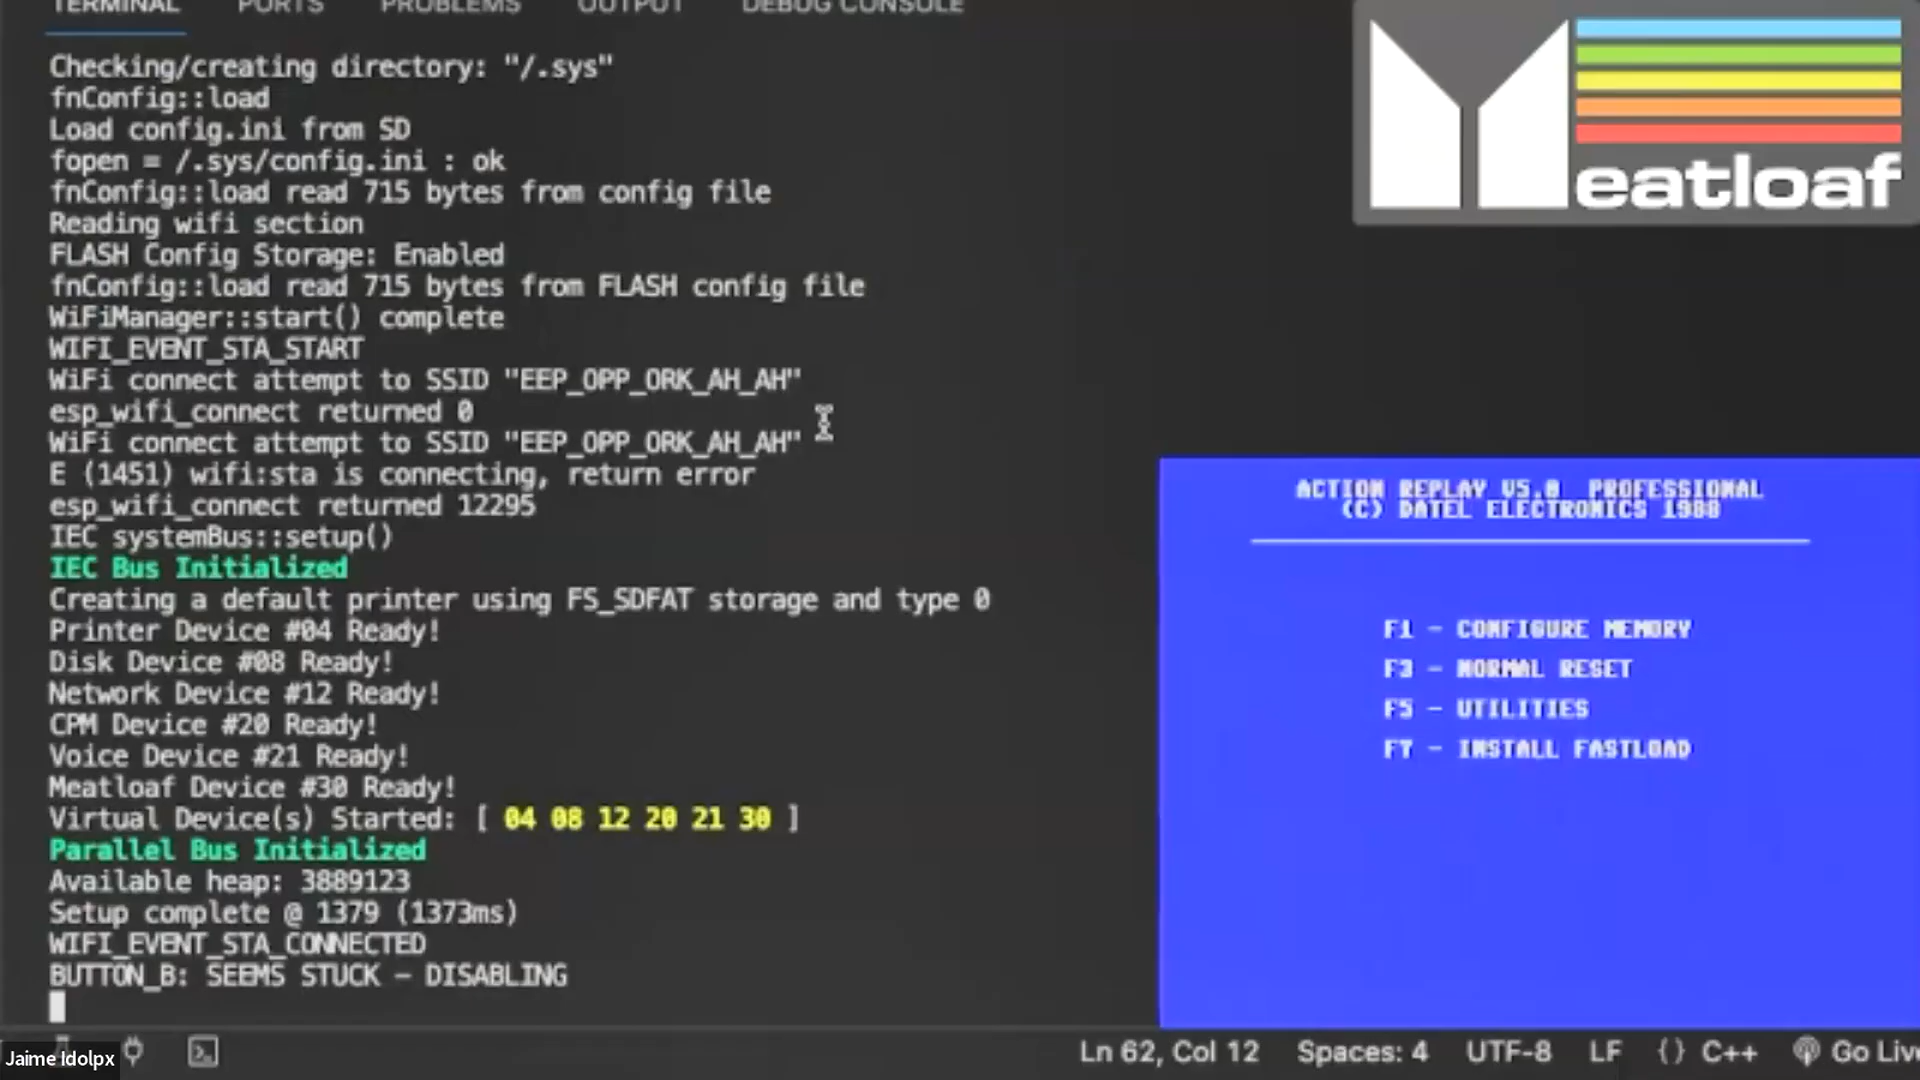 TERMINAL PORTS PROBLEMS OUTPUT DEBUG CONSOLE
Checking/creating directory: "/.sys"
fnConfig::load
Load config.ini from SD
fopen = /.sys/config.ini : ok
fnConfig::load read 715 bytes from config file
Reading wifi section
FLASH Config Storage: Enabled
fnConfig::load read 715 bytes from FLASH config file
WiFiManager::start() complete
WIFI_EVENT_STA_START
WiFi connect attempt to SSID "EEP_OPP_ORK_AH_AH"
esp_wifi_connect returned 0
WiFi connect attempt to SSID "EEP_OPP_ORK_AH_AH"
E (1451) wifi:sta is connecting, return error
esp_wifi_connect returned 12295
IEC systemBus::setup()
IEC Bus Initialized
Creating a default printer using FS_SDFAT storage and type 0
Printer Device #04 Ready!
Disk Device #08 Ready!
Network Device #12 Ready!
CPM Device #20 Ready!
Voice Device #21 Ready!
Meatloaf Device #30 Ready!
Virtual Device(s) Started: [ 04 08 12 20 21 30 ]
Parallel Bus Initialized
Available heap: 3889123
Setup complete @ 1379 (1373ms)
WIFI_EVENT_STA_CONNECTED
BUTTON_B: SEEMS STUCK - DISABLING
Meatloaf
ACTION REPLAY V5.0 PROFESSIONAL
(C) DATEL ELECTRONICS 1988
F1 - CONFIGURE MEMORY
F3 - NORMAL RESET
F5 - UTILITIES
F7 - INSTALL FASTLOAD
Jaime Idolpx
Ln 62, Col 12 Spaces: 4 UTF-8 LF {} C++ Go Live